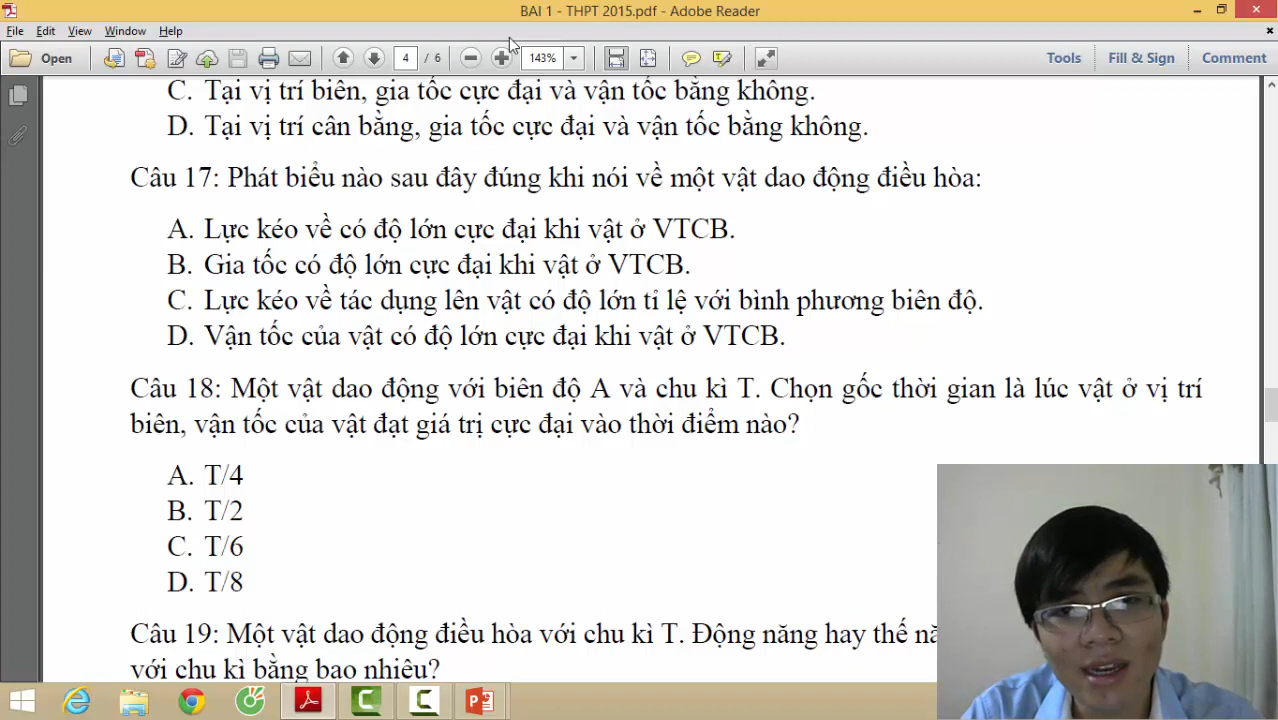 BAI 1 - THPT 2015.pdf - Adobe Reader
File Edit View Window Help
Open 4 / 6 143% Tools Fill & Sign Comment
C. Tại vị trí biên, gia tốc cực đại và vận tốc bằng không.
D. Tại vị trí cân bằng, gia tốc cực đại và vận tốc bằng không.
Câu 17: Phát biểu nào sau đây đúng khi nói về một vật dao động điều hòa:
A. Lực kéo về có độ lớn cực đại khi vật ở VTCB.
B. Gia tốc có độ lớn cực đại khi vật ở VTCB.
C. Lực kéo về tác dụng lên vật có độ lớn tỉ lệ với bình phương biên độ.
D. Vận tốc của vật có độ lớn cực đại khi vật ở VTCB.
Câu 18: Một vật dao động với biên độ A và chu kì T. Chọn gốc thời gian là lúc vật ở vị trí
biên, vận tốc của vật đạt giá trị cực đại vào thời điểm nào?
A. T/4
B. T/2
C. T/6
D. T/8
Câu 19: Một vật dao động điều hòa với chu kì T. Động năng hay thế
với chu kì bằng bao nhiêu?